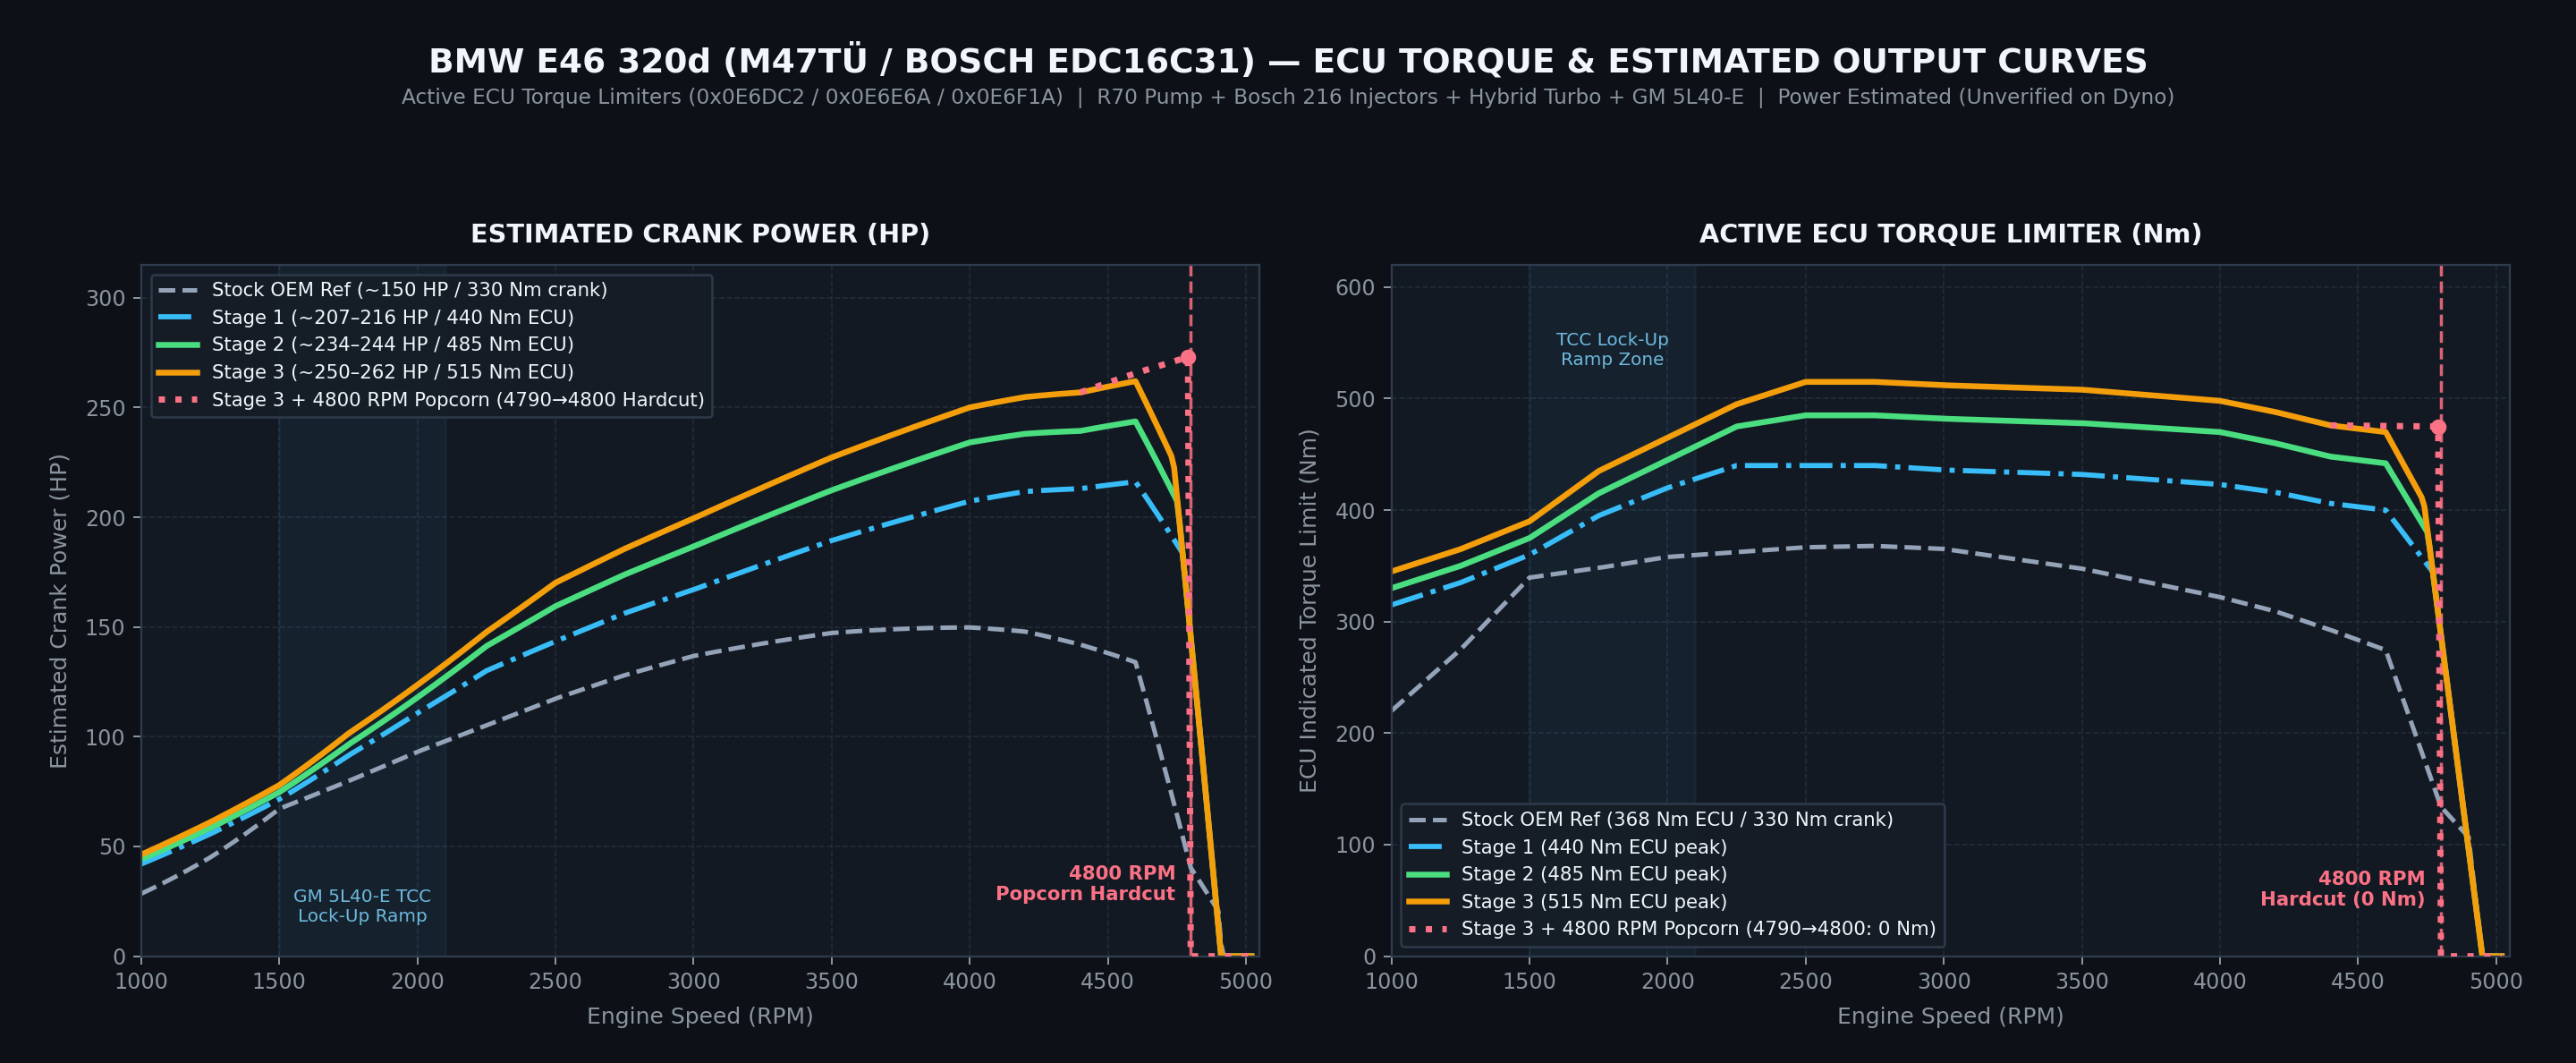 BMW E46 320d (M47TÜ / BOSCH EDC16C31) — ECU TORQUE & ESTIMATED OUTPUT CURVES
Active ECU Torque Limiters (0x0E6DC2 / 0x0E6E6A / 0x0E6F1A) | R70 Pump + Bosch 216 Injectors + Hybrid Turbo + GM 5L40-E | Power Estimated (Unverified on Dyno)
ESTIMATED CRANK POWER (HP)
Estimated Crank Power (HP)
300
250
200
150
100
50
0
Stock OEM Ref (~150 HP / 330 Nm crank)
Stage 1 (~207–216 HP / 440 Nm ECU)
Stage 2 (~234–244 HP / 485 Nm ECU)
Stage 3 (~250–262 HP / 515 Nm ECU)
Stage 3 + 4800 RPM Popcorn (4790→4800 Hardcut)
GM 5L40-E TCC
Lock-Up Ramp
4800 RPM
Popcorn Hardcut
1000 1500 2000 2500 3000 3500 4000 4500 5000
Engine Speed (RPM)
ACTIVE ECU TORQUE LIMITER (Nm)
ECU Indicated Torque Limit (Nm)
600
500
400
300
200
100
0
TCC Lock-Up
Ramp Zone
Stock OEM Ref (368 Nm ECU / 330 Nm crank)
Stage 1 (440 Nm ECU peak)
Stage 2 (485 Nm ECU peak)
Stage 3 (515 Nm ECU peak)
Stage 3 + 4800 RPM Popcorn (4790→4800: 0 Nm)
4800 RPM
Hardcut (0 Nm)
1000 1500 2000 2500 3000 3500 4000 4500 5000
Engine Speed (RPM)